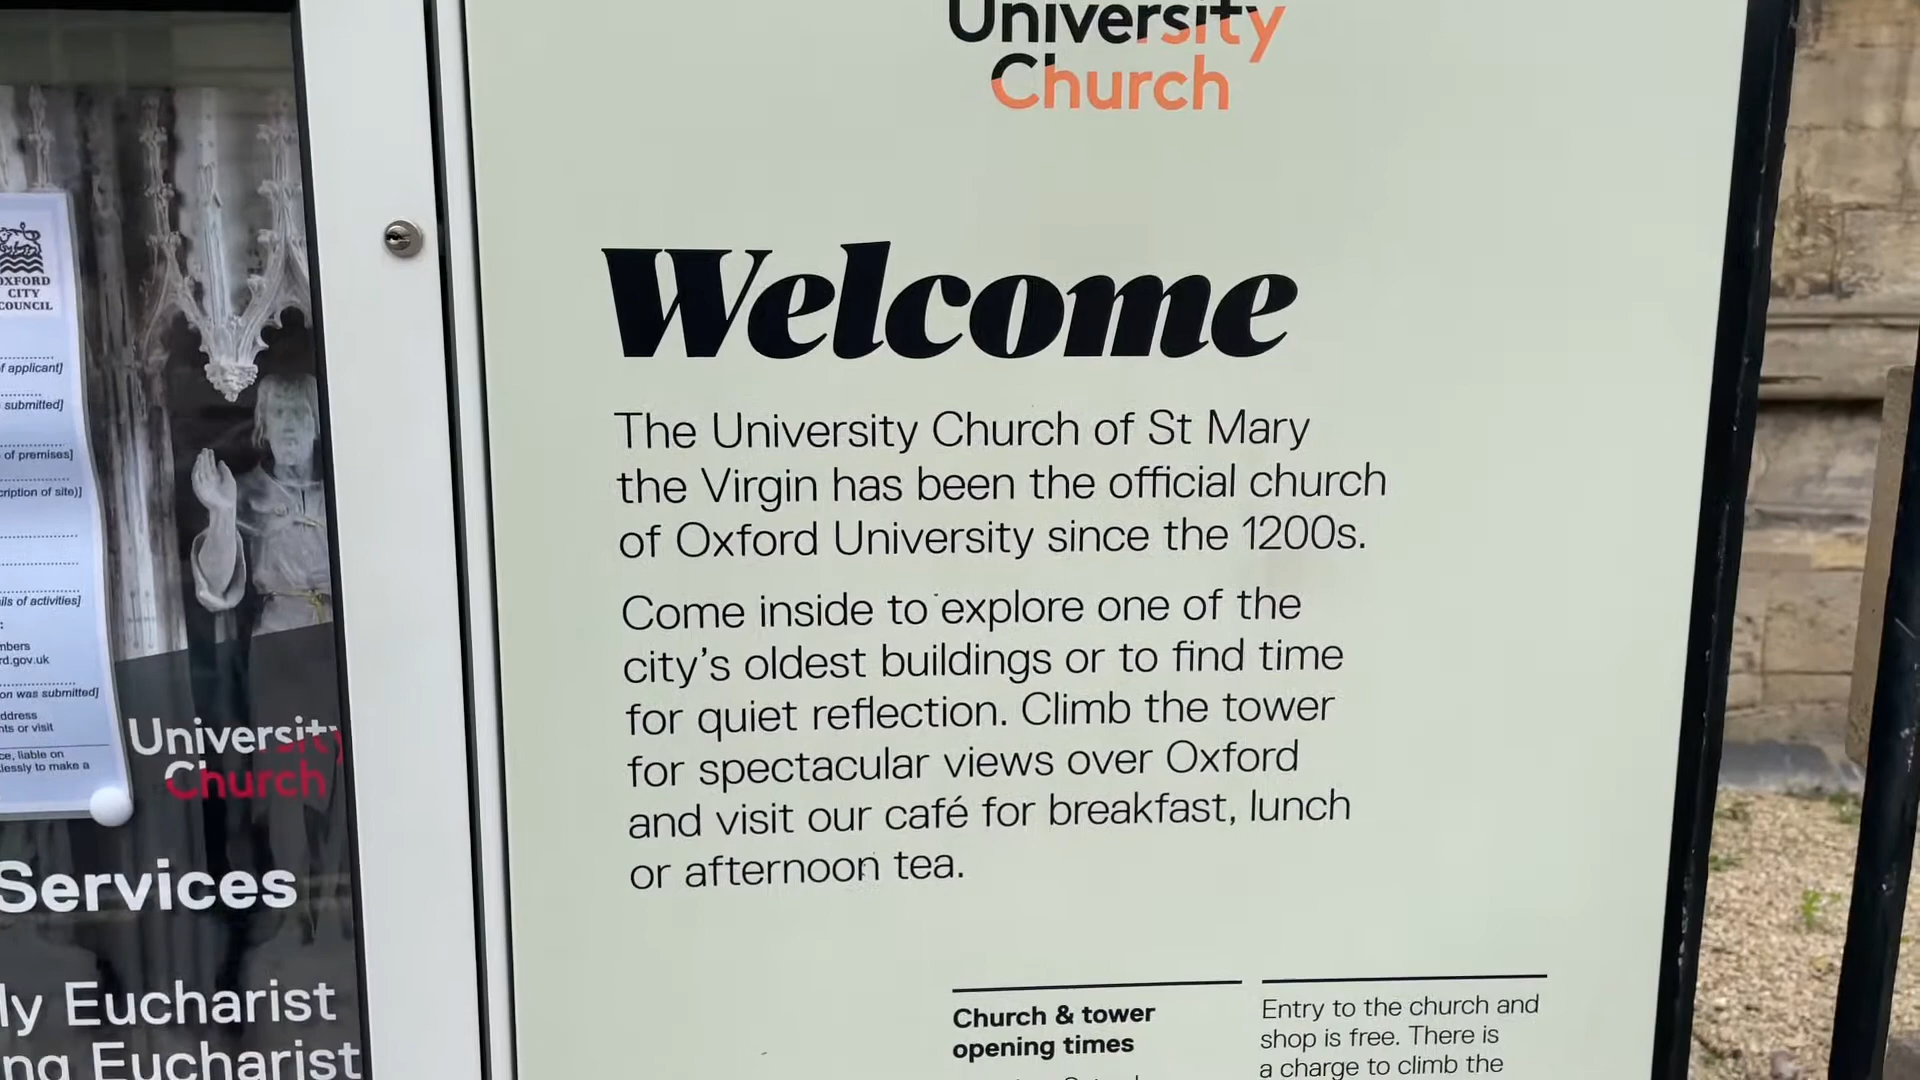 University
Church
Welcome
The University Church of St Mary
the Virgin has been the official church
of Oxford University since the 1200s.
Come inside to explore one of the
city's oldest buildings or to find time
for quiet reflection. Climb the tower
for spectacular views over Oxford
and visit our café for breakfast, lunch
or afternoon tea.
Church & tower
opening times
Entry to the church and
shop is free. There is
a charge to climb the
OXFORD
CITY
COUNCIL
f applicant]
submitted]
of premises]
cription of site)]
ils of activities]
:
mbers
rd.gov.uk
on was submitted]
ddress
nts or visit
ce, liable on
lessly to make a
University
Church
Services
ly Eucharist
ng Eucharist